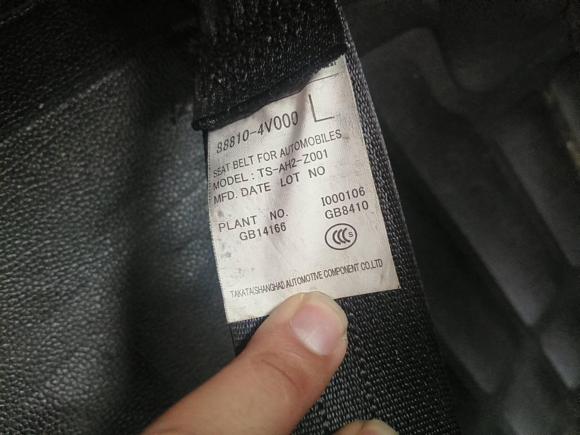 88810-4V000 L
SEAT BELT FOR AUTOMOBILES
MODEL : TS-AH2-Z001
MFD. DATE LOT NO
PLANT NO. I000106
GB14166 GB8410
CCC S
TAKATA(SHANGHAI) AUTOMOTIVE COMPONENT CO.LTD